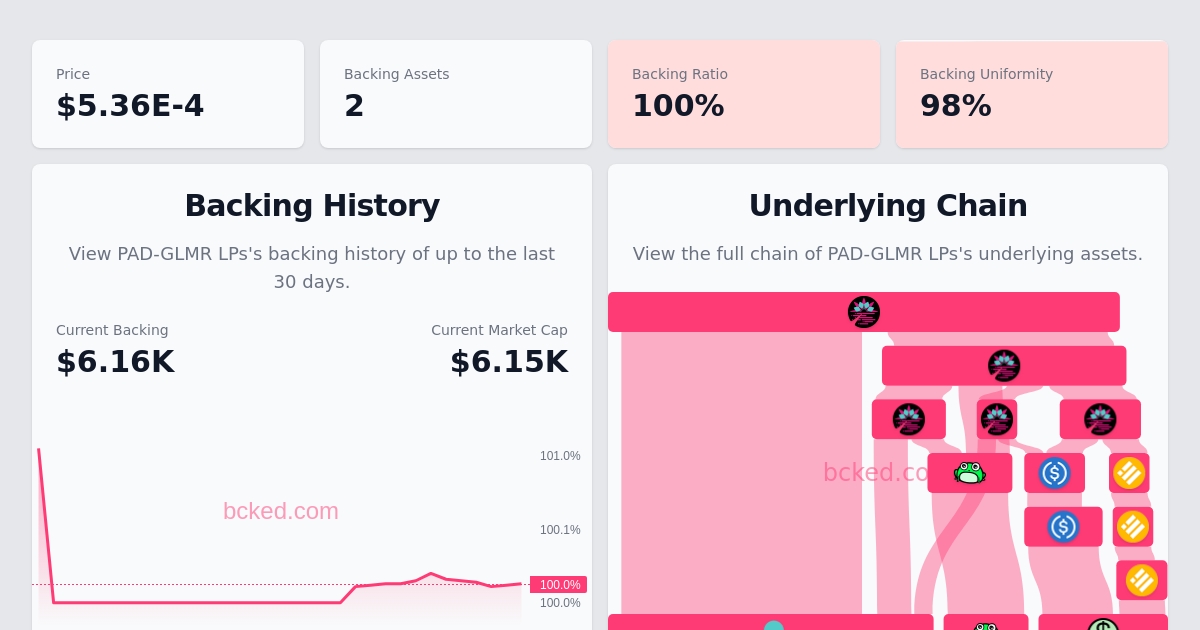 Price
$5.36E-4
Backing Assets
2
Backing Ratio
100%
Backing Uniformity
98%
Backing History
View PAD-GLMR LPs's backing history of up to the last
30 days.
Current Backing
$6.16K
Current Market Cap
$6.15K
101.0%
bcked.com
100.1%
100.0%
100.0%
Underlying Chain
View the full chain of PAD-GLMR LPs's underlying assets.
bcked.co